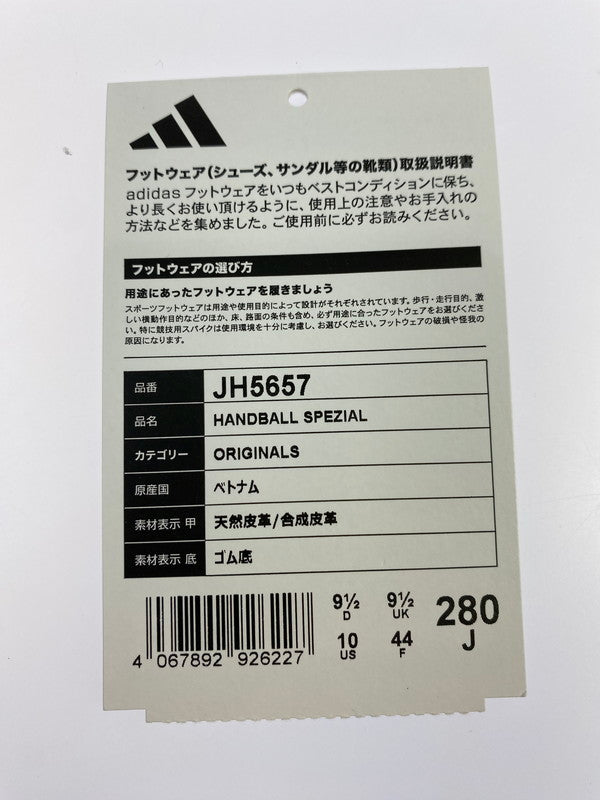 フットウェア(シューズ、サンダル等の靴類)取扱説明書
adidas フットウェアをいつもベストコンディションに保ち、
より長くお使い頂けるように、使用上の注意やお手入れの
方法などを集めました。ご使用前に必ずお読みください。
フットウェアの選び方
用途にあったフットウェアを履きましょう
スポーツフットウェアは用途や使用目的によって設計がそれぞれされています。歩行・走行目的、激
しい横動作目的などのほか、床、路面の条件も含め、必ず用途に合ったフットウェアをお選びくださ
い。特に競技用スパイクは使用環境を十分に考慮し、お選びください。フットウェアの破損や怪我の
原因になります。
品番 JH5657
品名 HANDBALL SPEZIAL
カテゴリー ORIGINALS
原産国 ベトナム
素材表示 甲 天然皮革/合成皮革
素材表示 底 ゴム底
9½ 9½ 280
D UK
10 44 J
US F
4 067892 926227